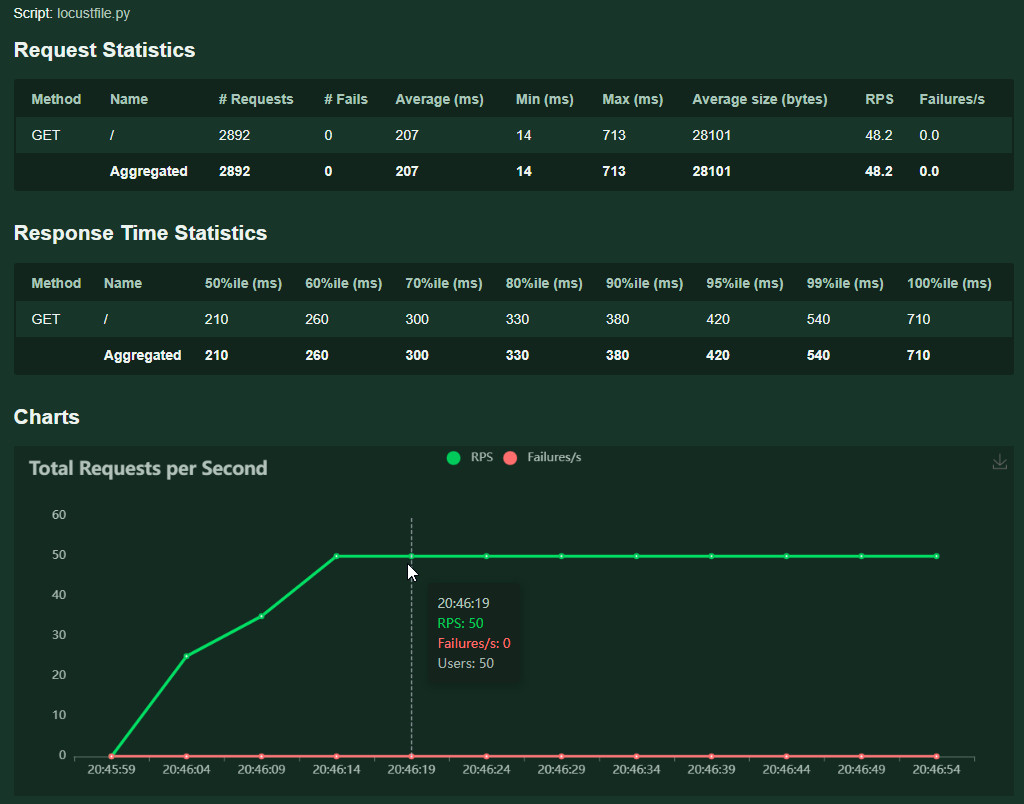 Script: locustfile.py
Request Statistics
Method Name # Requests # Fails Average (ms) Min (ms) Max (ms) Average size (bytes) RPS Failures/s
GET / 2892 0 207 14 713 28101 48.2 0.0
Aggregated 2892 0 207 14 713 28101 48.2 0.0
Response Time Statistics
Method Name 50%ile (ms) 60%ile (ms) 70%ile (ms) 80%ile (ms) 90%ile (ms) 95%ile (ms) 99%ile (ms) 100%ile (ms)
GET / 210 260 300 330 380 420 540 710
Aggregated 210 260 300 330 380 420 540 710
Charts
Total Requests per Second
RPS Failures/s
60
50
40
30
20
10
0
20:46:19
RPS: 50
Failures/s: 0
Users: 50
20:45:59 20:46:04 20:46:09 20:46:14 20:46:19 20:46:24 20:46:29 20:46:34 20:46:39 20:46:44 20:46:49 20:46:54